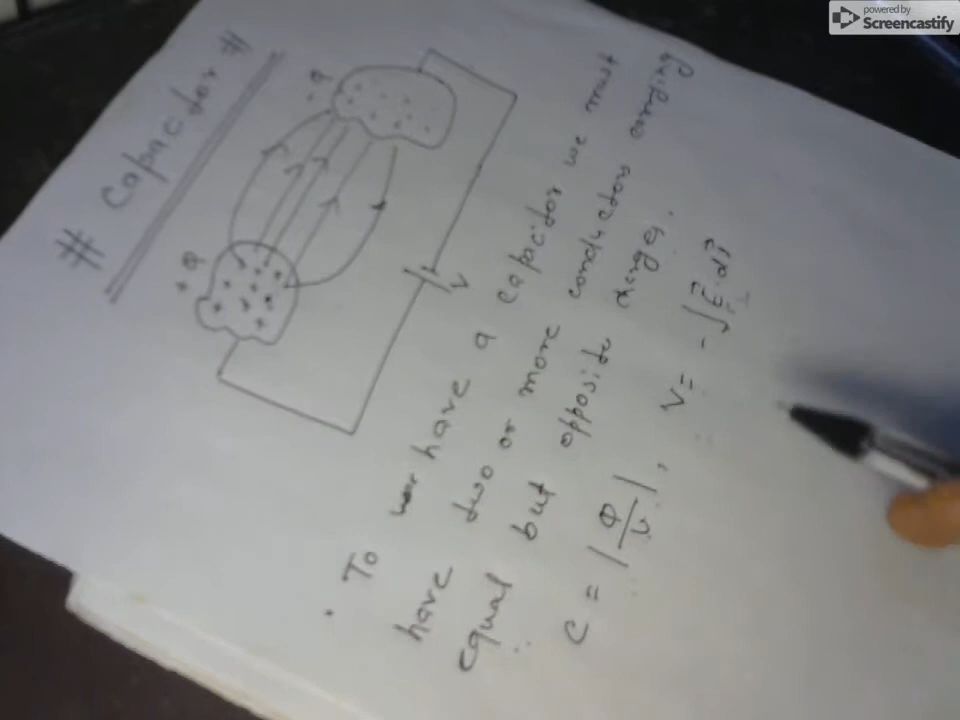 # Capacitor #
- Q
+ Q
V
• To have a capacitor we must
have two or more conductors carrying
equal but opposite charges.
C = |Q/V|, V = - ∫ E⃗ · dl⃗
powered by
Screencastify